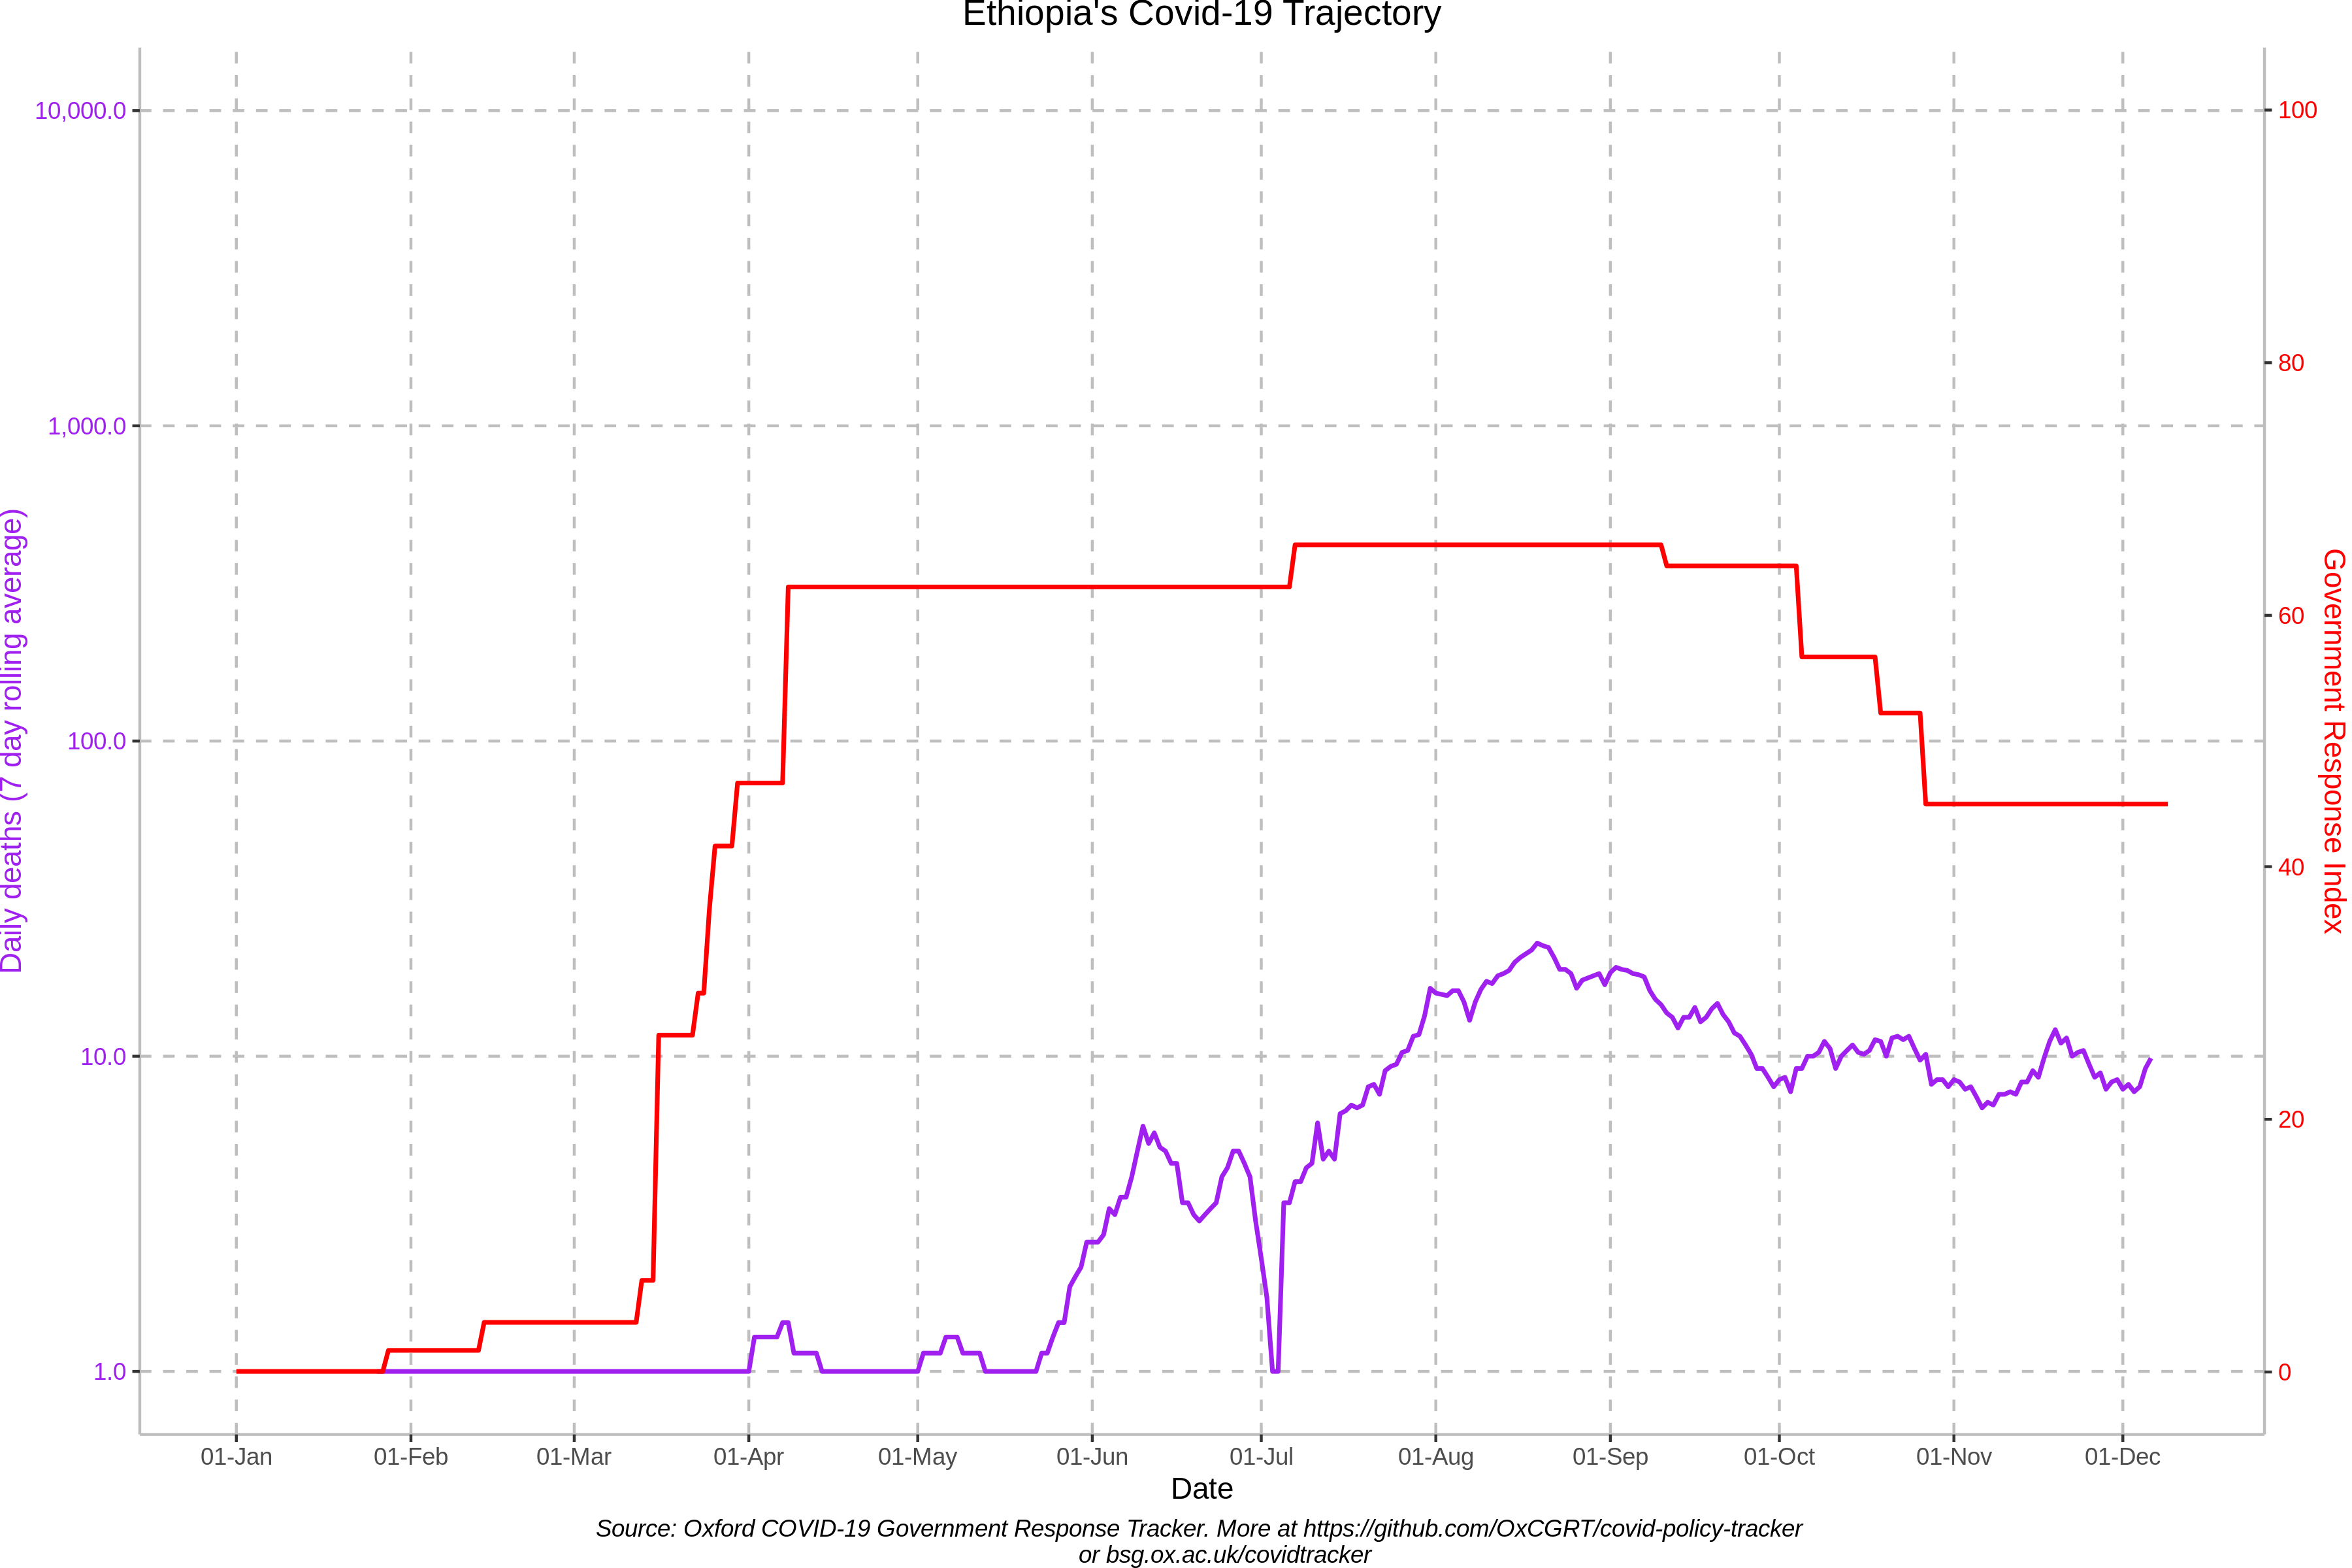 Ethiopia's Covid-19 Trajectory
10,000.0
1,000.0
100.0
10.0
1.0
Daily deaths (7 day rolling average)
100
80
60
40
20
0
Government Response Index
01-Jan 01-Feb 01-Mar 01-Apr 01-May 01-Jun 01-Jul 01-Aug 01-Sep 01-Oct 01-Nov 01-Dec
Date
Source: Oxford COVID-19 Government Response Tracker. More at https://github.com/OxCGRT/covid-policy-tracker
or bsg.ox.ac.uk/covidtracker